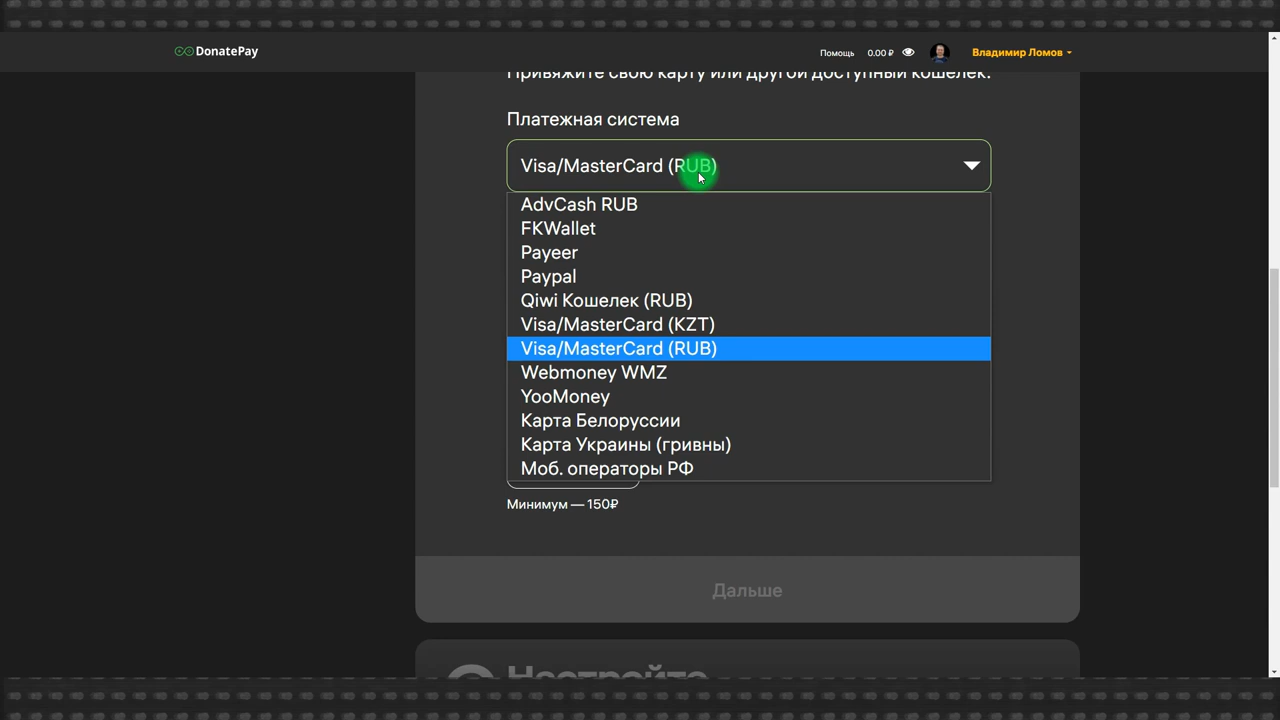 DonatePay
Помощь 0.00 ₽ Владимир Ломов
Привяжите свою карту или другой доступный кошелек.
Платежная система
Visa/MasterCard (RUB)
AdvCash RUB
FKWallet
Payeer
Paypal
Qiwi Кошелек (RUB)
Visa/MasterCard (KZT)
Visa/MasterCard (RUB)
Webmoney WMZ
YooMoney
Карта Белоруссии
Карта Украины (гривны)
Моб. операторы РФ
Минимум — 150₽
Дальше
Настройте